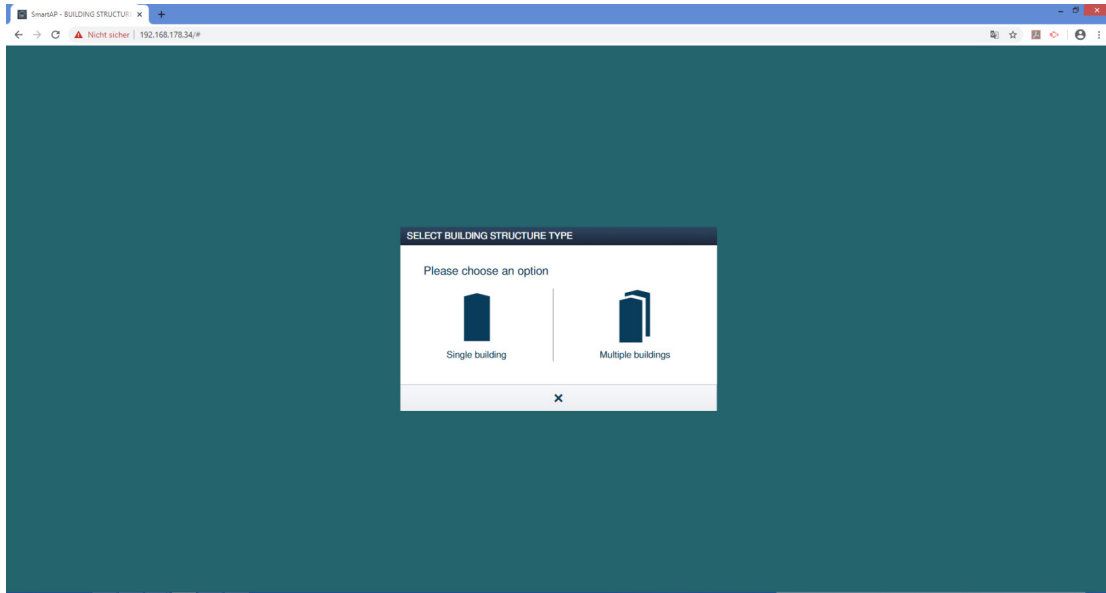 SmartAP - BUILDING STRUCTUR
Nicht sicher | 192.168.178.34/#
SELECT BUILDING STRUCTURE TYPE
Please choose an option
Single building
Multiple buildings